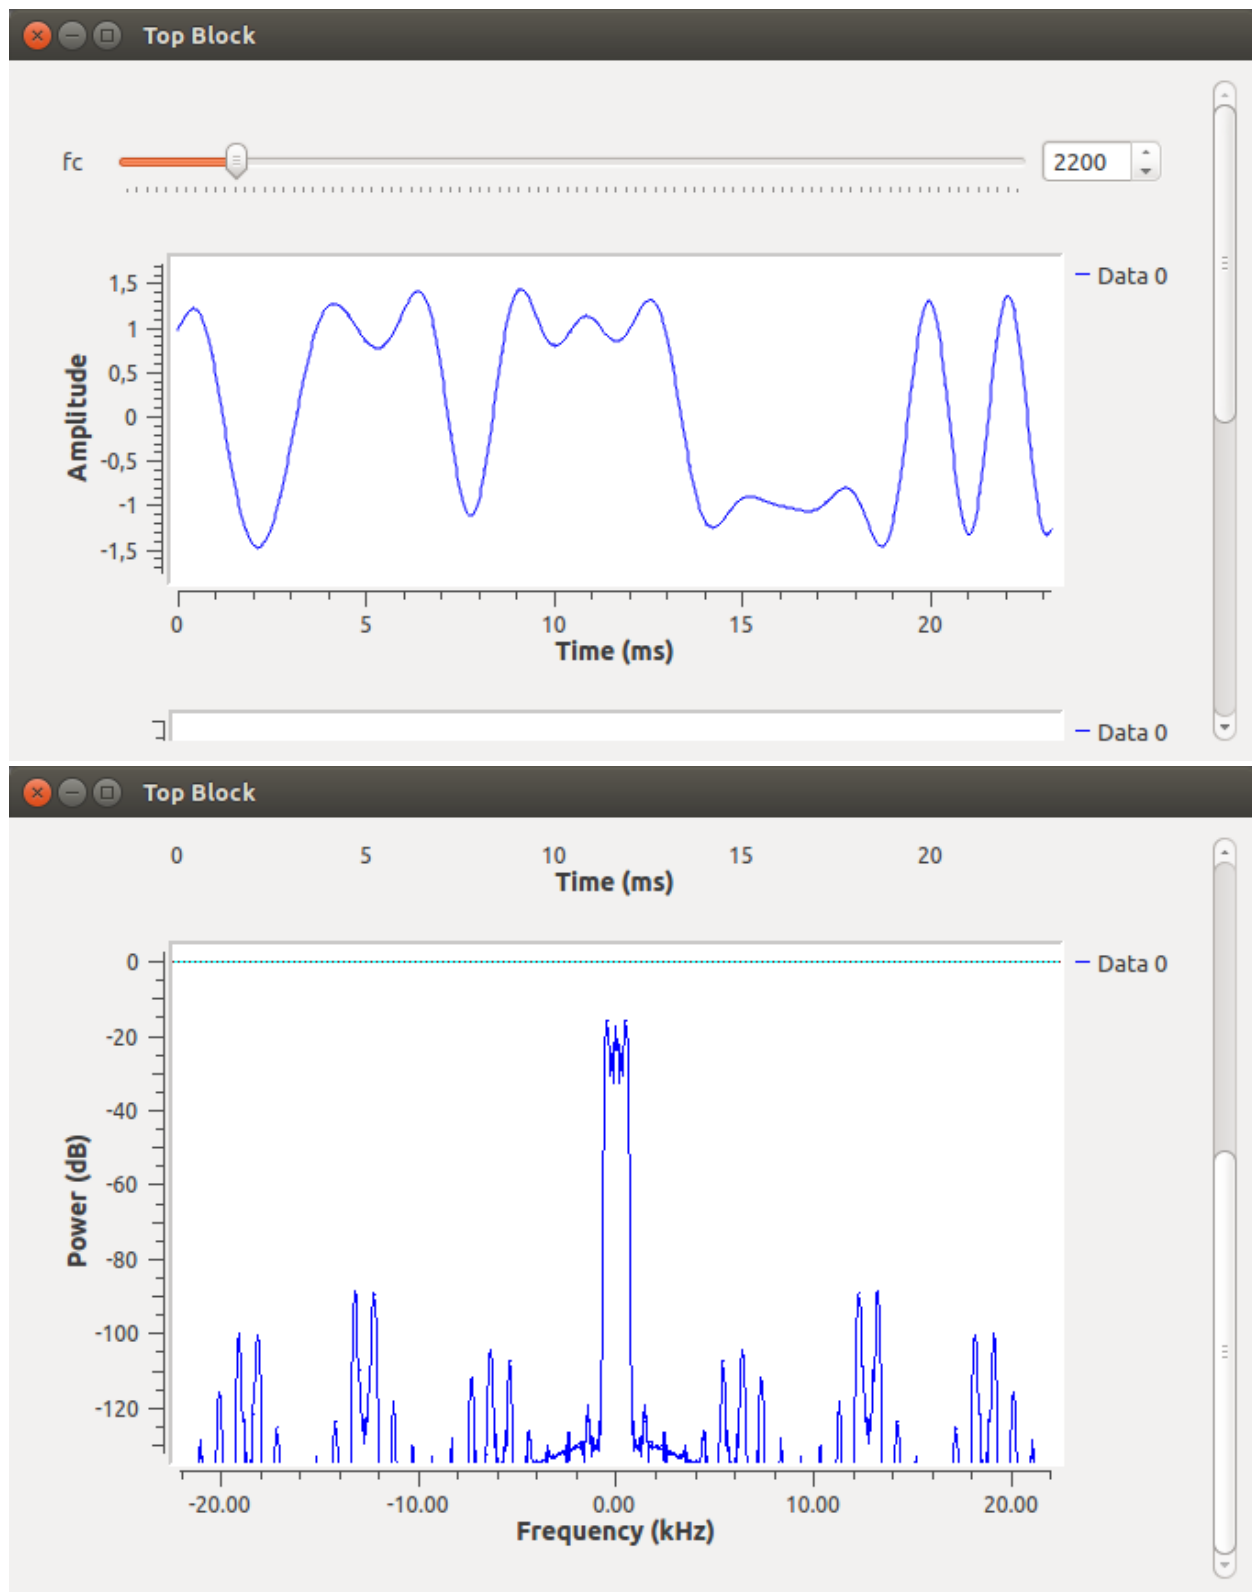 Top Block
fc 2200
Data 0
1,5
1
0,5
0
-0,5
-1
-1,5
Amplitude
0 5 10 15 20
Time (ms)
Data 0
Top Block
0 5 10 15 20
Time (ms)
Data 0
0
-20
-40
-60
-80
-100
-120
Power (dB)
-20.00 -10.00 0.00 10.00 20.00
Frequency (kHz)